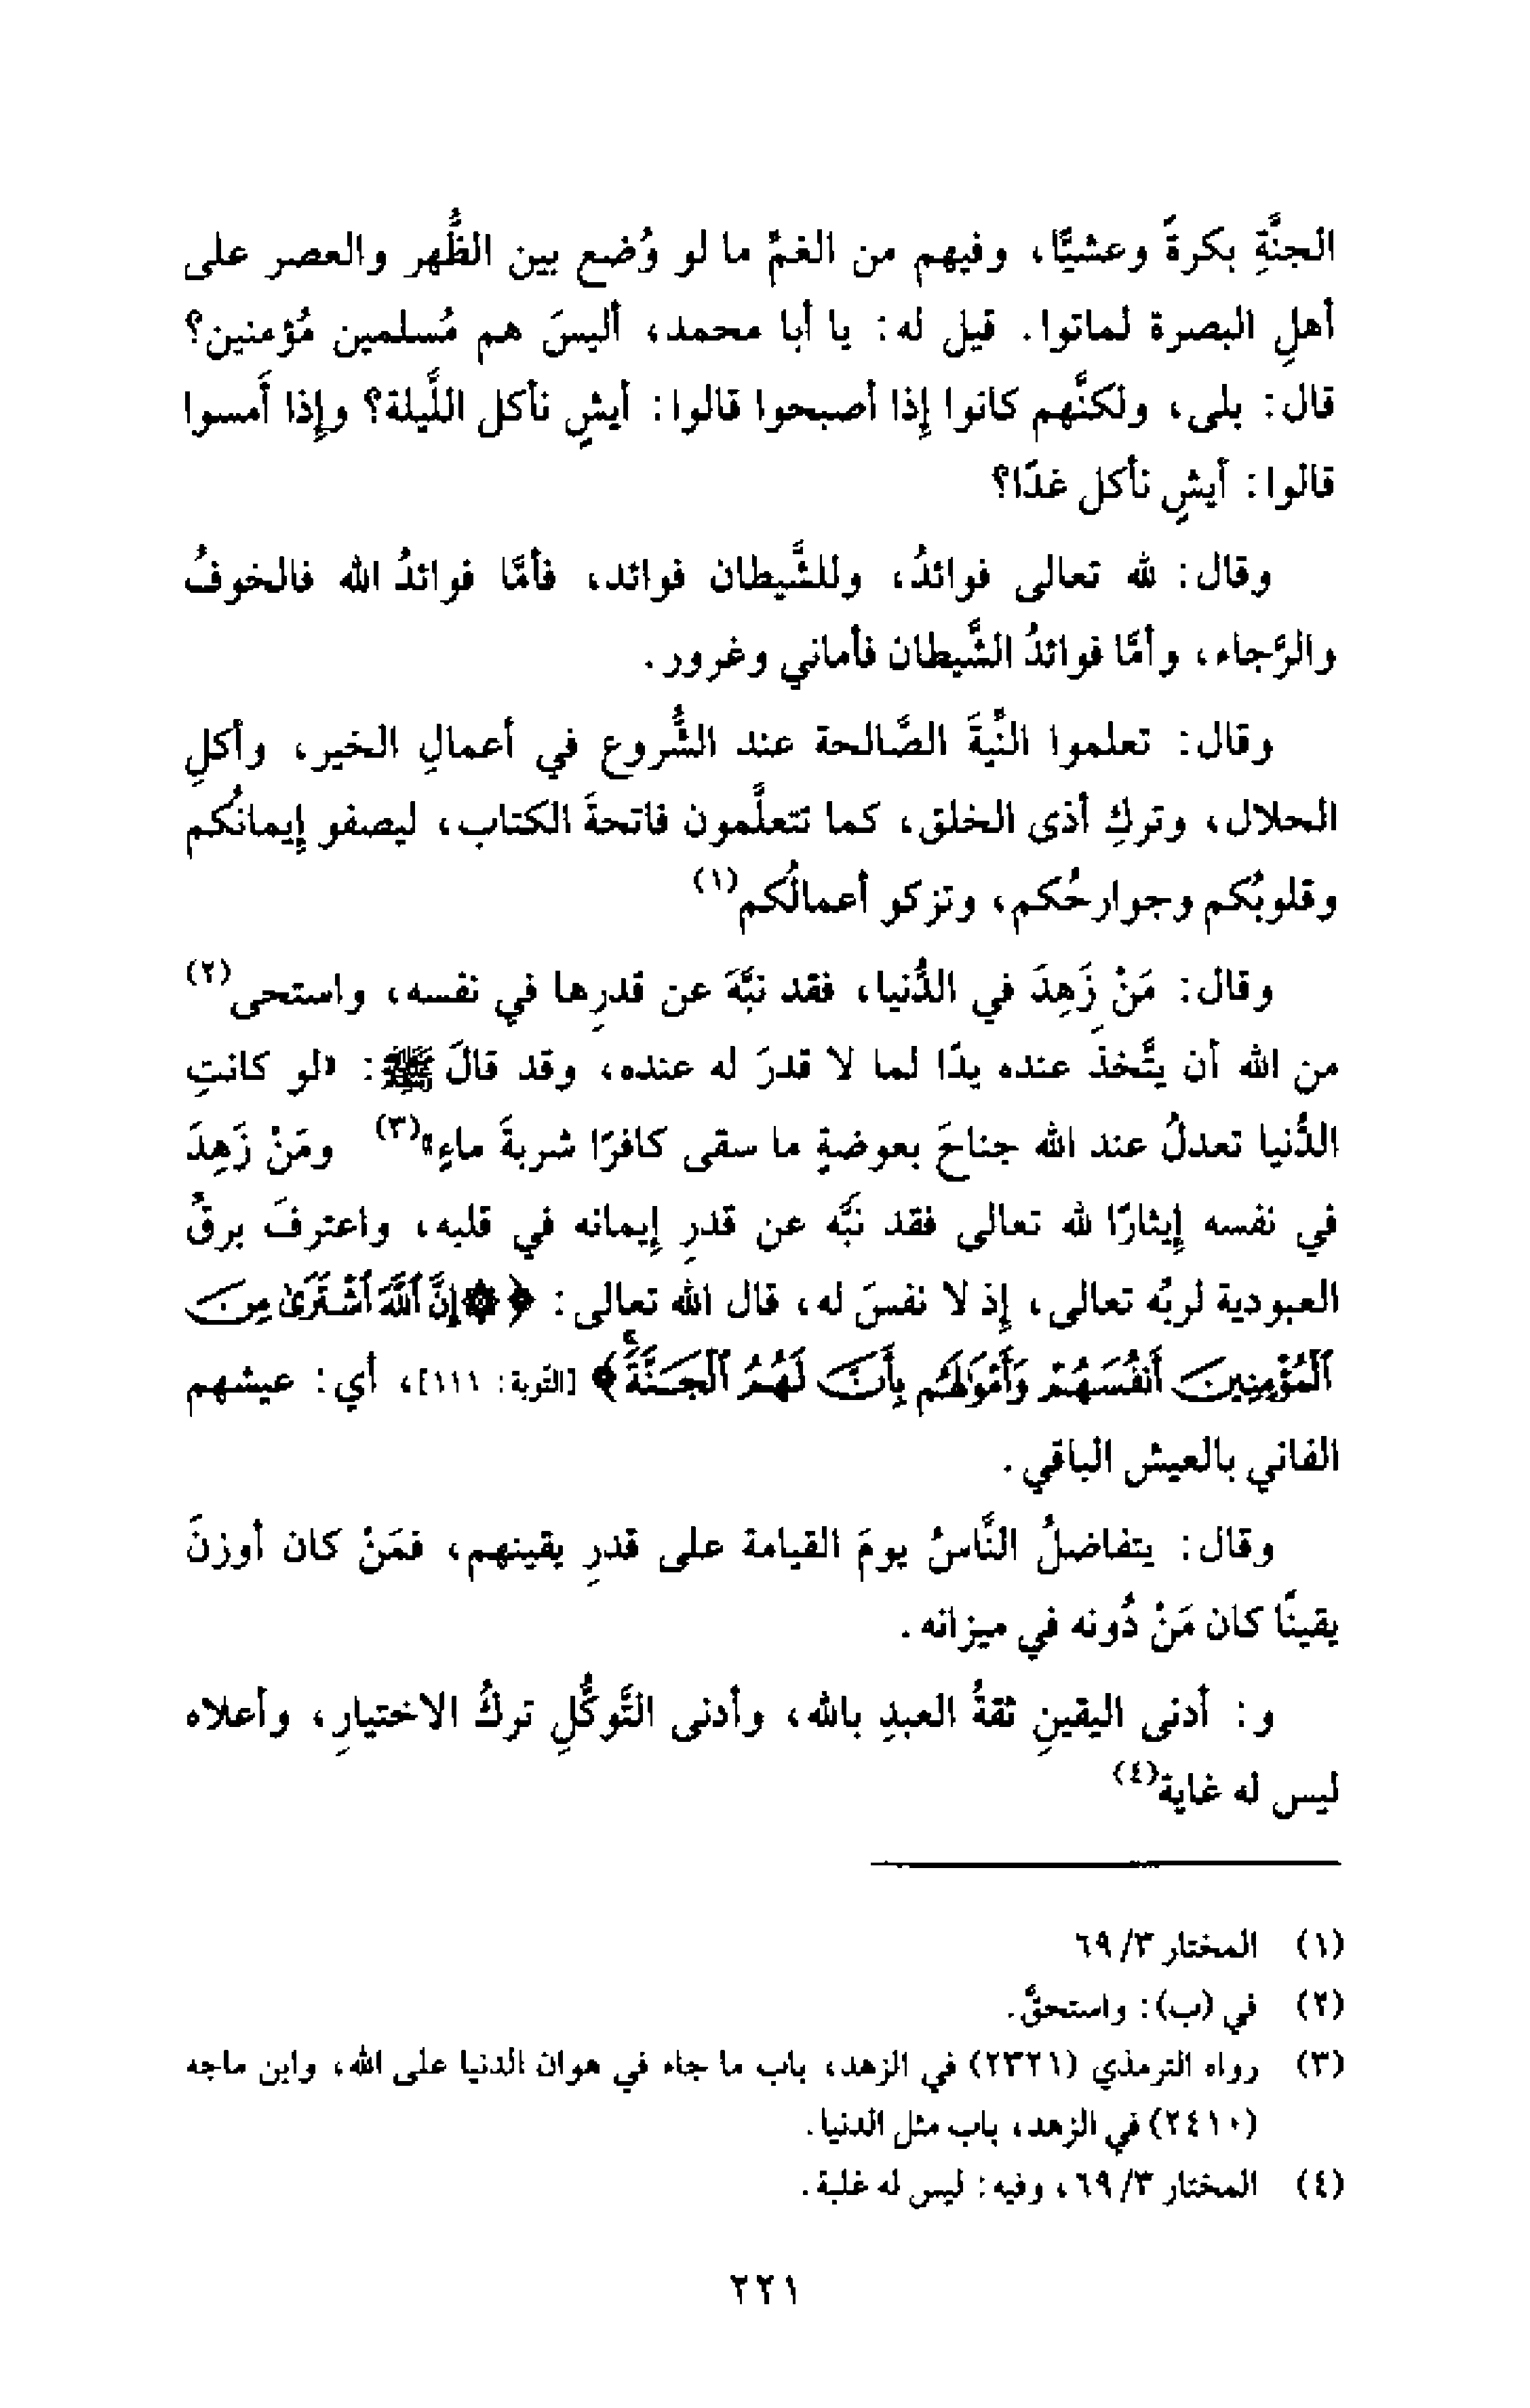 الجنَّةِ بكرةً وعشيًّا، وفيهم من الغمِّ ما لو وُضع بين الظُّهر والعصر على
أهلِ البصرة لماتوا. قيل له: يا أبا محمد، أليسَ هم مُسلمين مُؤمنين؟
قال: بلى، ولكنَّهم كانوا إذا أصبحوا قالوا: أيشٍ نأكل اللَّيلة؟ وإذا أَمسوا
قالوا: أيشٍ نأكل غدًا؟
وقال: لله تعالى فوائدُ، وللشَّيطان فوائد، فأمَّا فوائدُ الله فالخوفُ
والرَّجاء، وأمَّا فوائدُ الشَّيطان فأماني وغرور.
وقال: تعلموا النِّيةَ الصَّالحة عند الشُّروع في أعمالِ الخير، وأكلِ
الحلال، وتركِ أذى الخلق، كما تتعلَّمون فاتحةَ الكتاب، ليصفو إيمانُكم
وقلوبُكم وجوارحُكم، وتزكو أعمالُكم(١)
وقال: مَنْ زَهِدَ في الدُّنيا، فقد نبَّهَ عن قدرِها في نفسه، واستحى(٢)
من الله أن يتَّخذَ عنده يدًا لما لا قدرَ له عنده، وقد قالَ ﷺ: «لو كانتِ
الدُّنيا تعدلُ عند الله جناحَ بعوضةٍ ما سقى كافرًا شربةَ ماءٍ»(٣) ومَنْ زَهِدَ
في نفسه إيثارًا لله تعالى فقد نبَّه عن قدرِ إيمانه في قلبه، واعترفَ برقُ
العبودية لربُه تعالى، إذ لا نفسَ له، قال الله تعالى: ﴿ ۞إِنَّ ٱللَّهَ ٱشْتَرَىٰ مِنَ
ٱلْمُؤْمِنِينَ أَنفُسَهُمْ وَأَمْوَٰلَهُم بِأَنَّ لَهُمُ ٱلْجَنَّةَۚ﴾ [التَّوبة: ١١١]، أي: عيشهم
الفاني بالعيش الباقي.
وقال: يتفاضلُ النَّاسُ يومَ القيامة على قدرِ يقينهم، فمَنْ كان أوزنَ
يقينًا كان مَنْ دُونه في ميزانه.
و: أدنى اليقينِ ثقةُ العبدِ بالله، وأدنى التَّوكُّلِ تركُ الاختيارِ، وأعلاه
ليس له غاية(٤)
(١) المختار ٣/ ٦٩
(٢) في (ب): واستحقَّ.
(٣) رواه الترمذي (٢٣٢١) في الزهد، باب ما جاء في هوان الدنيا على الله، وابن ماجه
(٢٤١٠) في الزهد، باب مثل الدنيا.
(٤) المختار ٣/ ٦٩، وفيه: ليس له غلبة.
٢٢١